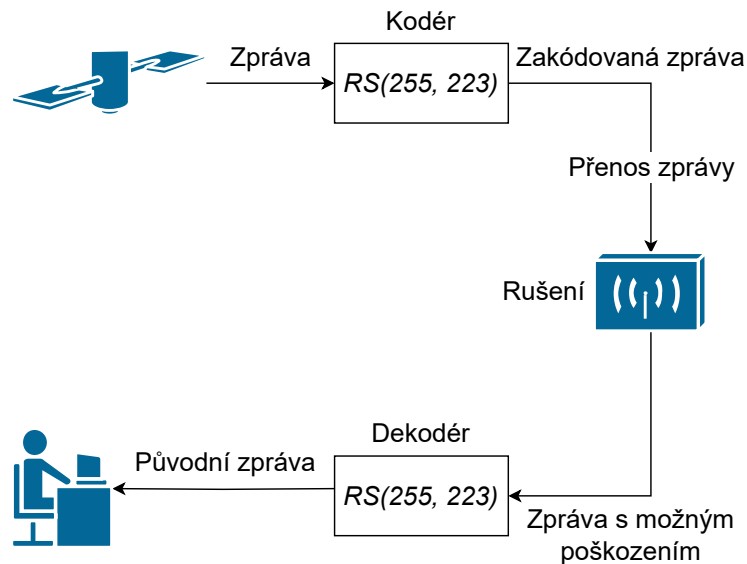 Kodér
Zpráva
RS(255, 223)
Zakódovaná zpráva
Přenos zprávy
Rušení
Dekodér
Původní zpráva
RS(255, 223)
Zpráva s možným
poškozením